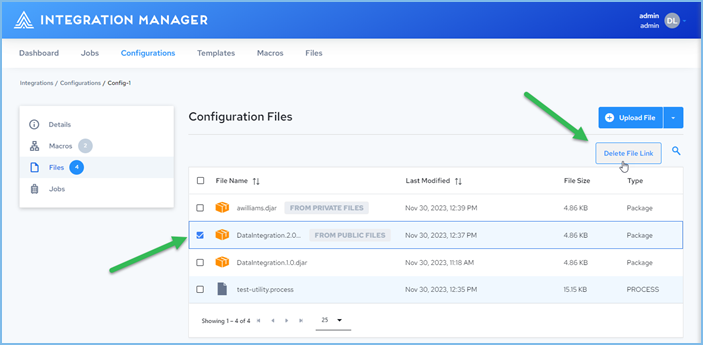 INTEGRATION MANAGER
admin
admin
DL
Dashboard Jobs Configurations Templates Macros Files
Integrations / Configurations / Config-1
Details
Macros 3
Files 4
Jobs
Configuration Files
Upload File
Delete File Link
File Name Last Modified File Size Type
awilliams.djar FROM PRIVATE FILES Nov 30, 2023, 12:39 PM 4.86 KB Package
DataIntegration.2.0... FROM PUBLIC FILES Nov 30, 2023, 12:37 PM 4.86 KB Package
DataIntegration.1.0.djar Nov 30, 2023, 11:18 AM 4.86 KB Package
test-utility.process Nov 30, 2023, 12:35 PM 15.15 KB PROCESS
Showing 1 – 4 of 4 25